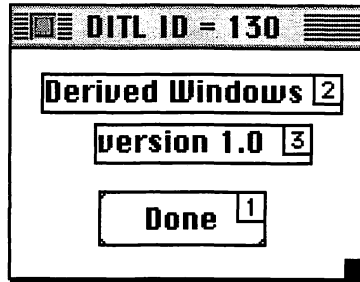 DITL ID = 130
Derived Windows 2
version 1.0 3
Done 1